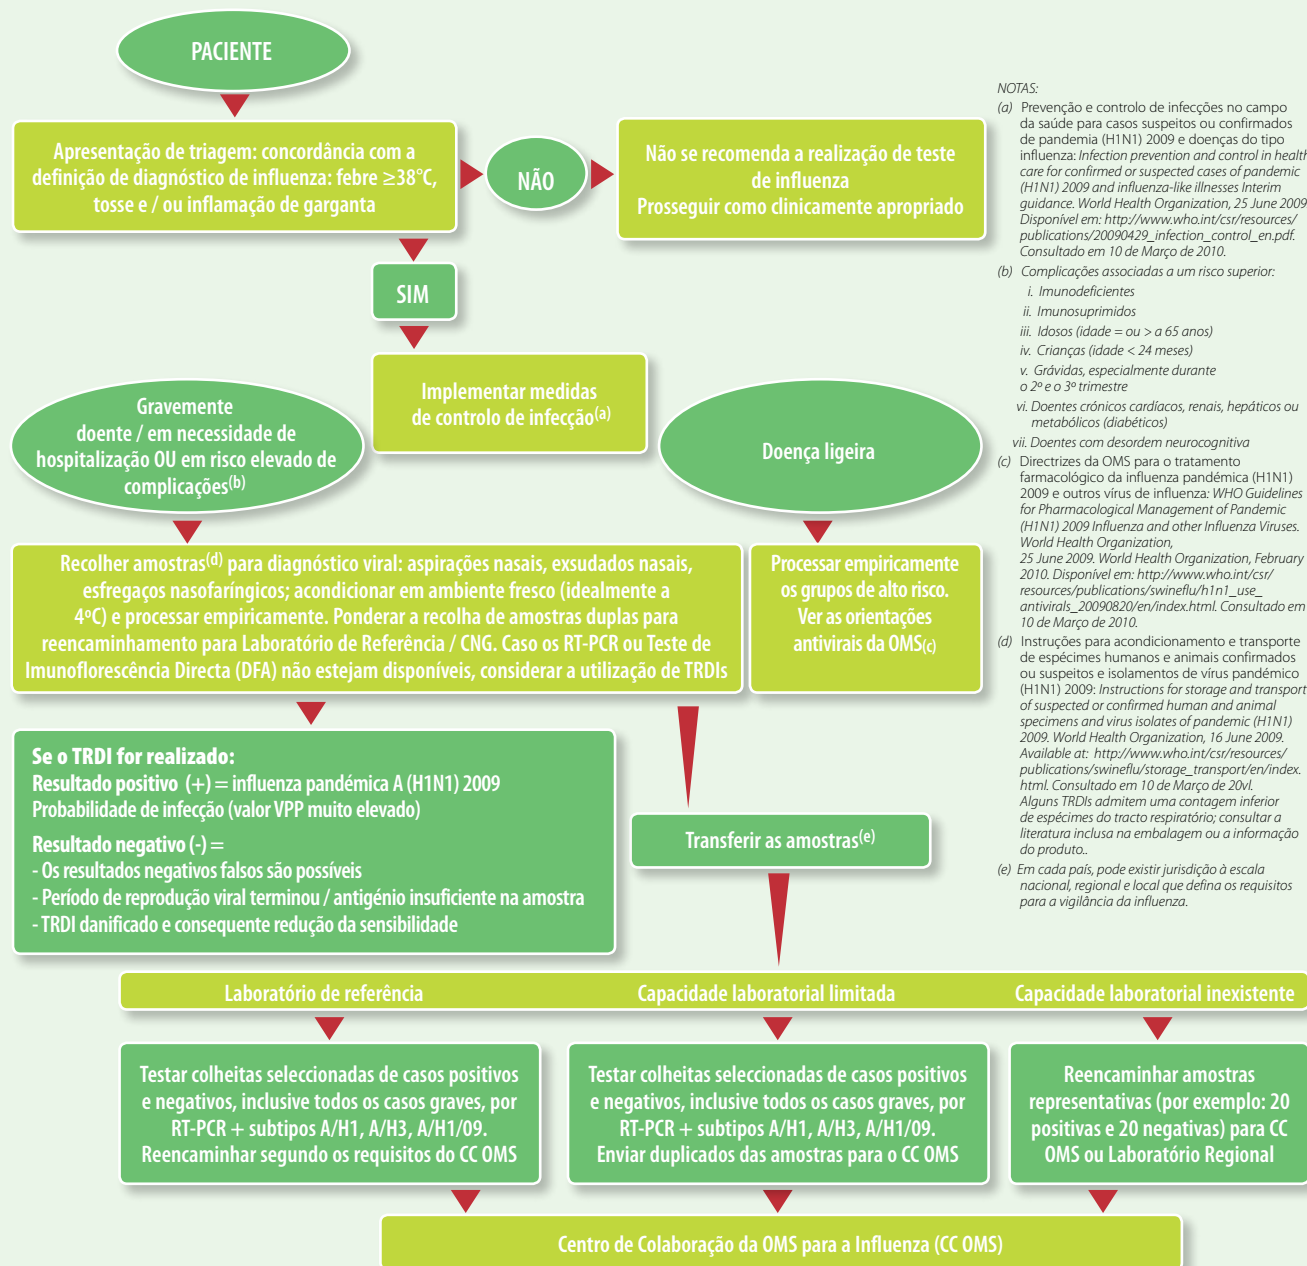 PACIENTE
Apresentação de triagem: concordância com a
definição de diagnóstico de influenza: febre ≥38°C,
tosse e / ou inflamação de garganta
NÃO
Não se recomenda a realização de teste
de influenza
Prosseguir como clinicamente apropriado
SIM
Implementar medidas
de controlo de infecção(a)
Gravemente
doente / em necessidade de
hospitalização OU em risco elevado de
complicações(b)
Doença ligeira
Recolher amostras(d) para diagnóstico viral: aspirações nasais, exsudados nasais,
esfregaços nasofaríngicos; acondicionar em ambiente fresco (idealmente a
4ºC) e processar empiricamente. Ponderar a recolha de amostras duplas para
reencaminhamento para Laboratório de Referência / CNG. Caso os RT-PCR ou Teste de
Imunoflorescência Directa (DFA) não estejam disponíveis, considerar a utilização de TRDIs
Processar empiricamente
os grupos de alto risco.
Ver as orientações
antivirais da OMS(c)
Se o TRDI for realizado:
Resultado positivo (+) = influenza pandémica A (H1N1) 2009
Probabilidade de infecção (valor VPP muito elevado)
Resultado negativo (-) =
- Os resultados negativos falsos são possíveis
- Período de reprodução viral terminou / antigénio insuficiente na amostra
- TRDI danificado e consequente redução da sensibilidade
Transferir as amostras(e)
Laboratório de referência
Capacidade laboratorial limitada
Capacidade laboratorial inexistente
Testar colheitas seleccionadas de casos positivos
e negativos, inclusive todos os casos graves, por
RT-PCR + subtipos A/H1, A/H3, A/H1/09.
Reencaminhar segundo os requisitos do CC OMS
Testar colheitas seleccionadas de casos positivos
e negativos, inclusive todos os casos graves, por
RT-PCR + subtipos A/H1, A/H3, A/H1/09.
Enviar duplicados das amostras para o CC OMS
Reencaminhar amostras
representativas (por exemplo: 20
positivas e 20 negativas) para CC
OMS ou Laboratório Regional
Centro de Colaboração da OMS para a Influenza (CC OMS)
NOTAS:
(a) Prevenção e controlo de infecções no campo
da saúde para casos suspeitos ou confirmados
de pandemia (H1N1) 2009 e doenças do tipo
influenza: Infection prevention and control in health
care for confirmed or suspected cases of pandemic
(H1N1) 2009 and influenza-like illnesses Interim
guidance. World Health Organization, 25 June 2009
Disponível em: http://www.who.int/csr/resources/
publications/20090429_infection_control_en.pdf.
Consultado em 10 de Março de 2010.
(b) Complicações associadas a um risco superior:
i. Imunodeficientes
ii. Imunosuprimidos
iii. Idosos (idade = ou > a 65 anos)
iv. Crianças (idade < 24 meses)
v. Grávidas, especialmente durante
o 2º e o 3º trimestre
vi. Doentes crónicos cardíacos, renais, hepáticos ou
metabólicos (diabéticos)
vii. Doentes com desordem neurocognitiva
(c) Directrizes da OMS para o tratamento
farmacológico da influenza pandémica (H1N1)
2009 e outros vírus de influenza: WHO Guidelines
for Pharmacological Management of Pandemic
(H1N1) 2009 Influenza and other Influenza Viruses.
World Health Organization,
25 June 2009. World Health Organization, February
2010. Disponível em: http://www.who.int/csr/
resources/publications/swineflu/h1n1_use_
antivirals_20090820/en/index.html. Consultado em
10 de Março de 2010.
(d) Instruções para acondicionamento e transporte
de espécimes humanos e animais confirmados
ou suspeitos e isolamentos de vírus pandémico
(H1N1) 2009: Instructions for storage and transport
of suspected or confirmed human and animal
specimens and virus isolates of pandemic (H1N1)
2009. World Health Organization, 16 June 2009.
Available at: http://www.who.int/csr/resources/
publications/swineflu/storage_transport/en/index.
html. Consultado em 10 de Março de 20vl.
Alguns TRDIs admitem uma contagem inferior
de espécimes do tracto respiratório; consultar a
literatura inclusa na embalagem ou a informação
do produto..
(e) Em cada país, pode existir jurisdição à escala
nacional, regional e local que defina os requisitos
para a vigilância da influenza.